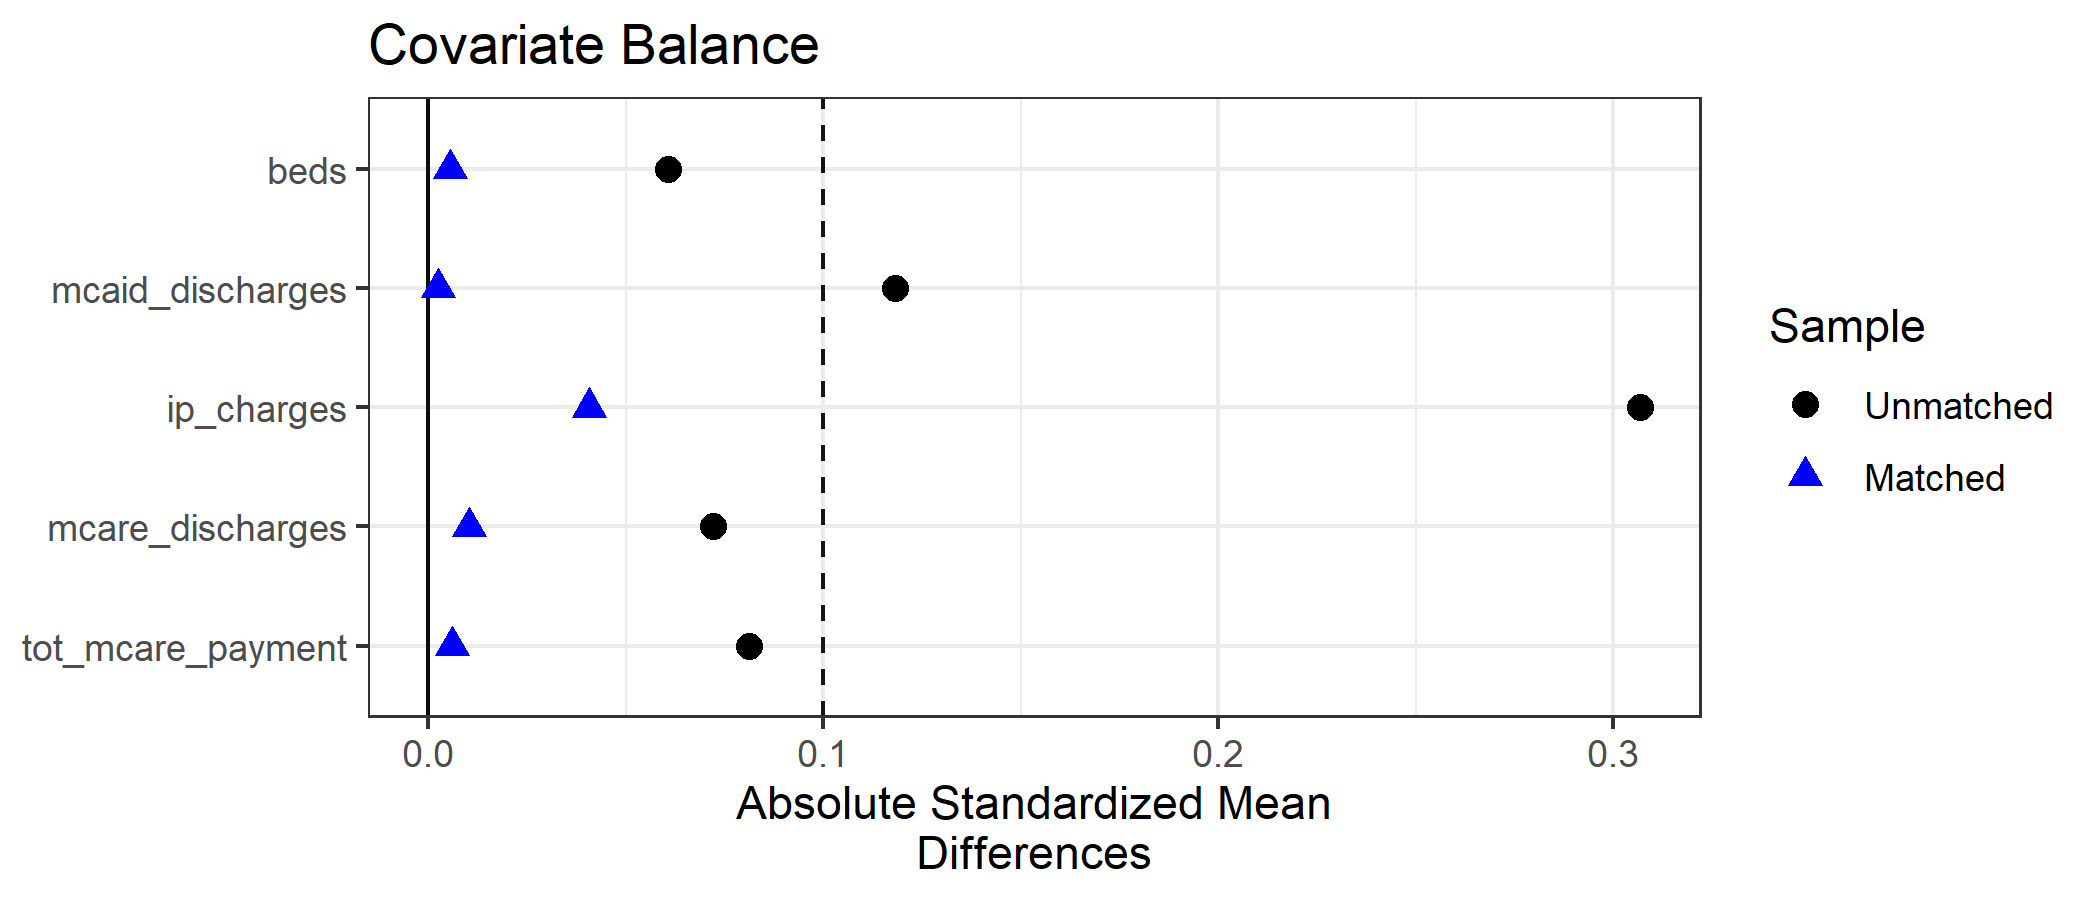 Covariate Balance
beds
mcaid_discharges
ip_charges
mcare_discharges
tot_mcare_payment
0.0
0.1
0.2
0.3
Absolute Standardized Mean
Differences
Sample
Unmatched
Matched